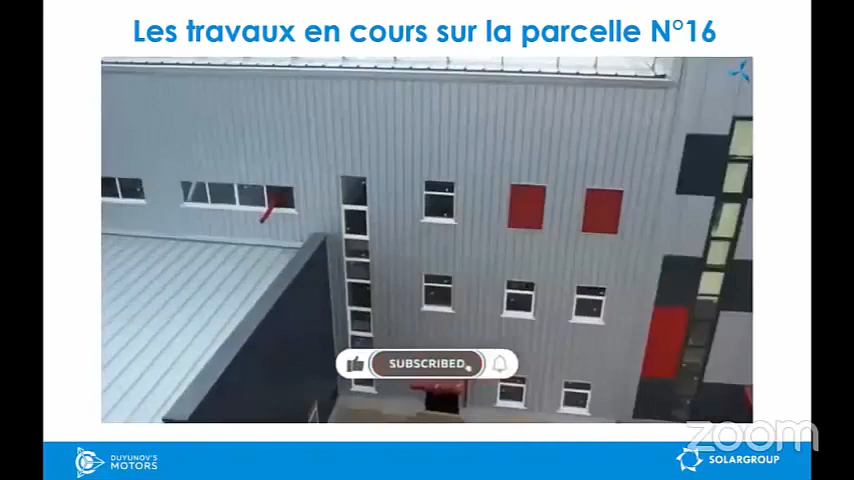 Les travaux en cours sur la parcelle N°16
SUBSCRIBED
zoom
DUYUNOV'S
MOTORS
SOLARGROUP